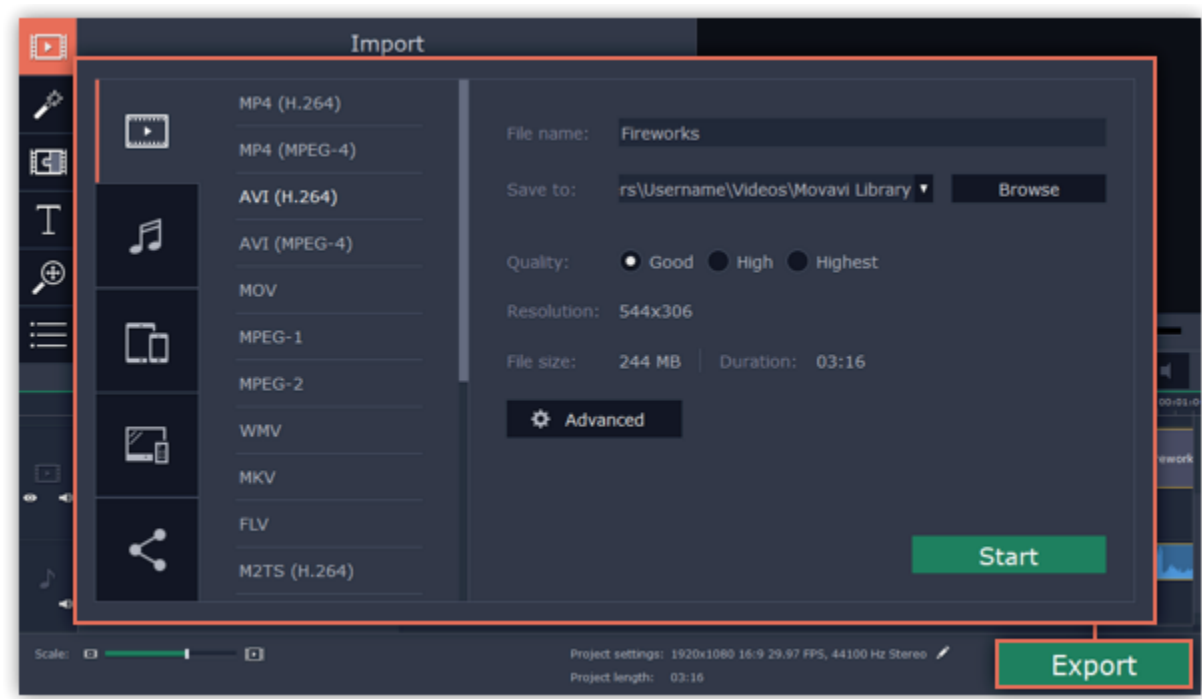 Import
MP4 (H.264)
MP4 (MPEG-4)
AVI (H.264)
AVI (MPEG-4)
MOV
MPEG-1
MPEG-2
WMV
MKV
FLV
M2TS (H.264)
File name: Fireworks
Save to: rs\Username\Videos\Movavi Library Browse
Quality: Good High Highest
Resolution: 544x306
File size: 244 MB Duration: 03:16
Advanced
Start
T
Scale:
Project settings: 1920x1080 16:9 29.97 FPS, 44100 Hz Stereo
Project length: 03:16
Export